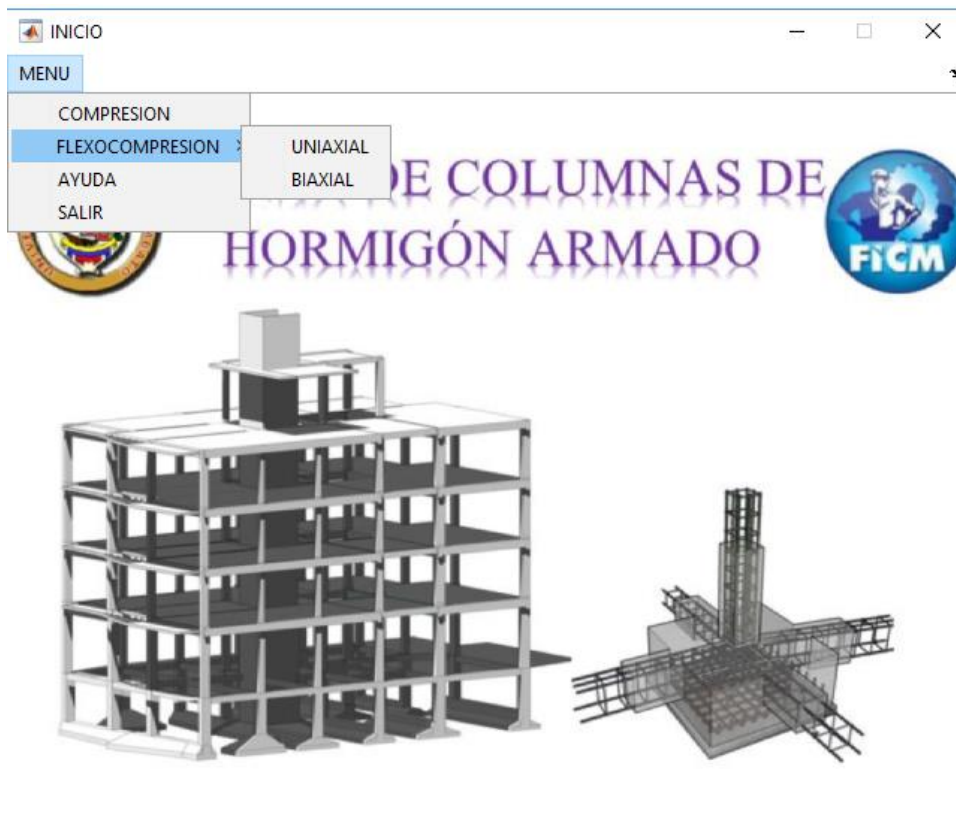 INICIO
MENU
COMPRESION
FLEXOCOMPRESION
UNIAXIAL
AYUDA
BIAXIAL
SALIR
DE COLUMNAS DE
HORMIGÓN ARMADO
FICM